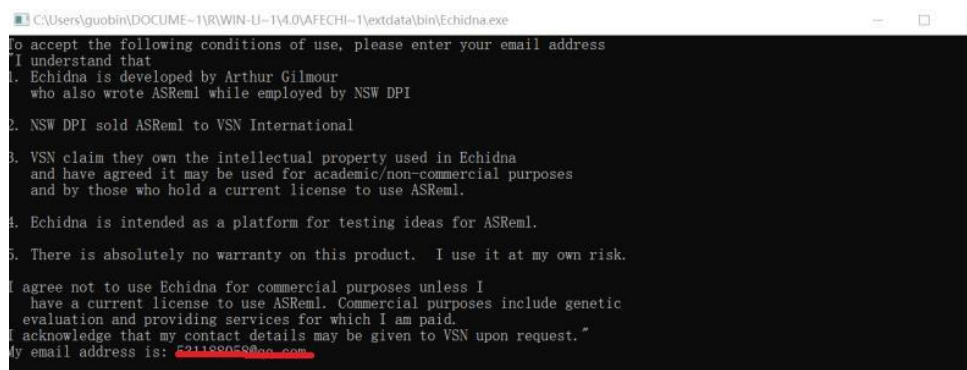 C:\Users\guobin\DOCUME~1\R\WIN-LI~1\4.0\AFECHI~1\extdata\bin\Echidna.exe
To accept the following conditions of use, please enter your email address
"I understand that
1. Echidna is developed by Arthur Gilmour
who also wrote ASReml while employed by NSW DPI
2. NSW DPI sold ASReml to VSN International
3. VSN claim they own the intellectual property used in Echidna
and have agreed it may be used for academic/non-commercial purposes
and by those who hold a current license to use ASReml.
4. Echidna is intended as a platform for testing ideas for ASReml.
5. There is absolutely no warranty on this product. I use it at my own risk.
I agree not to use Echidna for commercial purposes unless I
have a current license to use ASReml. Commercial purposes include genetic
evaluation and providing services for which I am paid.
I acknowledge that my contact details may be given to VSN upon request."
My email address is: